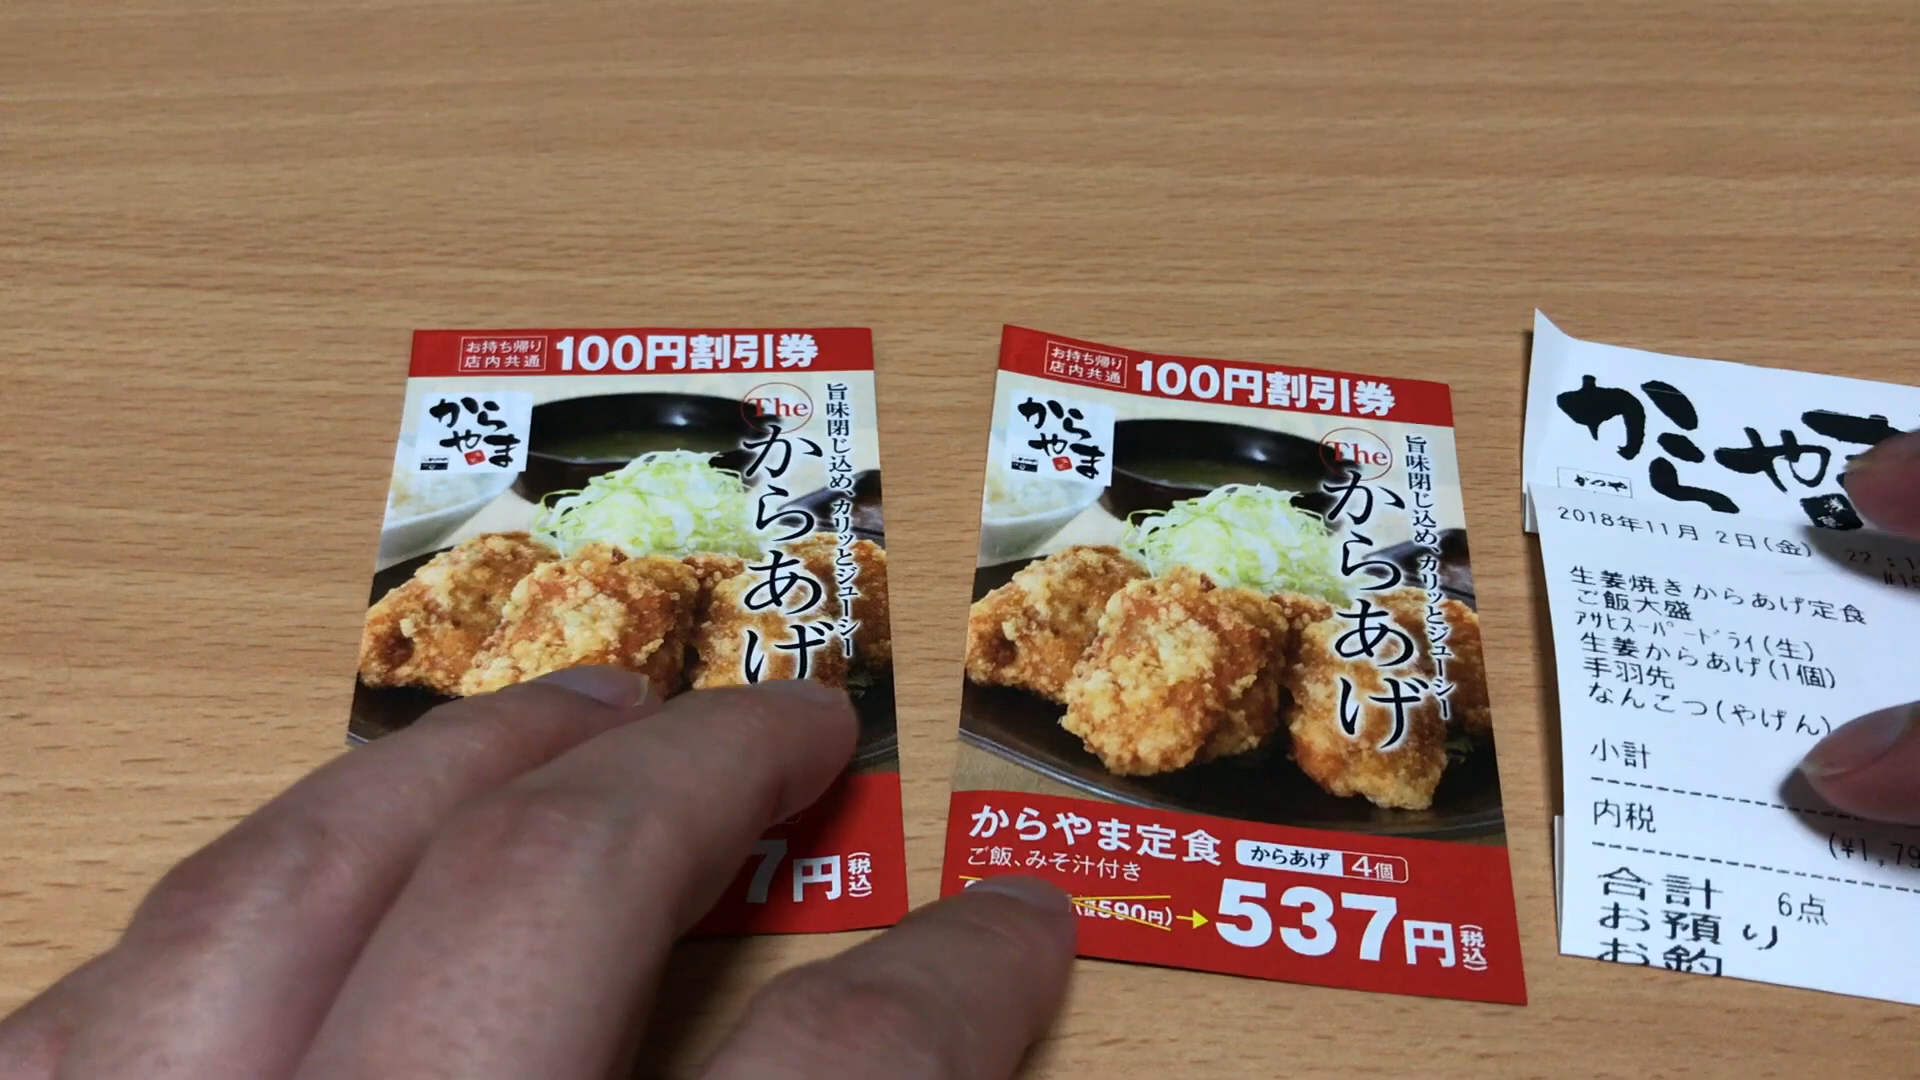 お持ち帰り
店内共通
100円割引券
からやま
The
からあげ
旨味閉じ込め、カリッとジューシー
7円
(税込)
お持ち帰り
店内共通
100円割引券
からやま
The
からあげ
旨味閉じ込め、カリッとジューシー
からやま定食
からあげ 4個
ご飯、みそ汁付き
590円)
→537円
(税込)
からやま
かつや
2018年11月 2日(金)
生姜焼きからあげ定食
ご飯大盛
アサヒスーパードライ(生)
生姜からあげ(1個)
手羽先
なんこつ(やげん)
小計
内税
(¥1,79
合計 6点
お預り
お釣